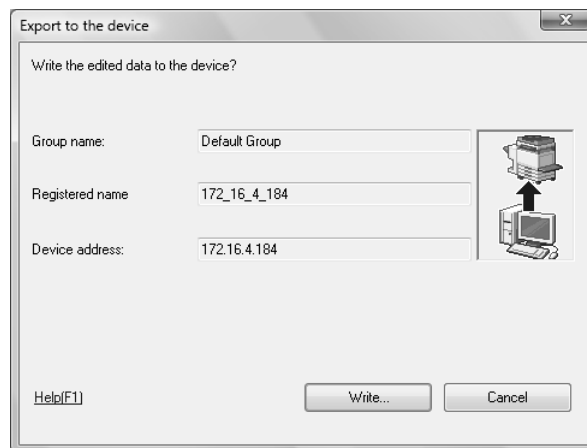 Export to the device
Write the edited data to the device?
Group name: Default Group
Registered name 172_16_4_184
Device address: 172.16.4.184
Help(F1) Write... Cancel